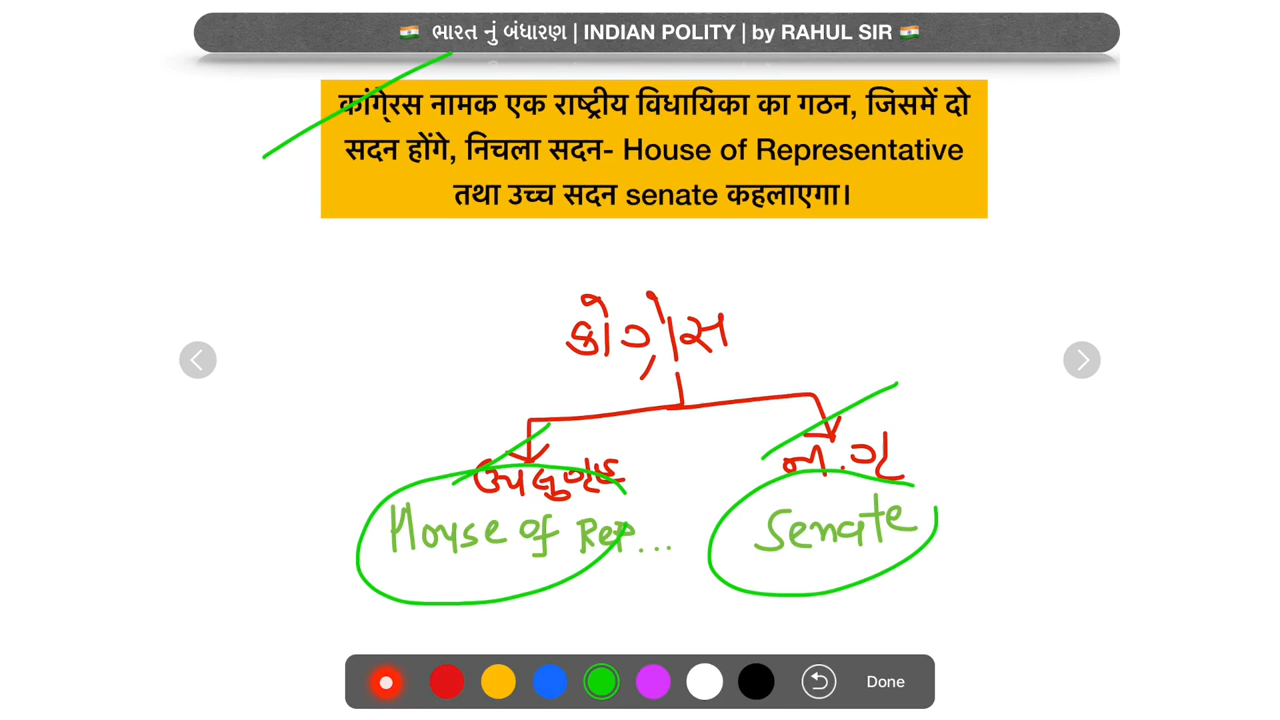 🇮🇳 ભારત નું બંધારણ | INDIAN POLITY | by RAHUL SIR 🇮🇳
कांगे्रस नामक एक राष्ट्रीय विधायिका का गठन, जिसमें दो
सदन होंगे, निचला सदन- House of Representative
तथा उच्च सदन senate कहलाएगा।
કોંગ્રેસ
House of Rep...
Senate
Done